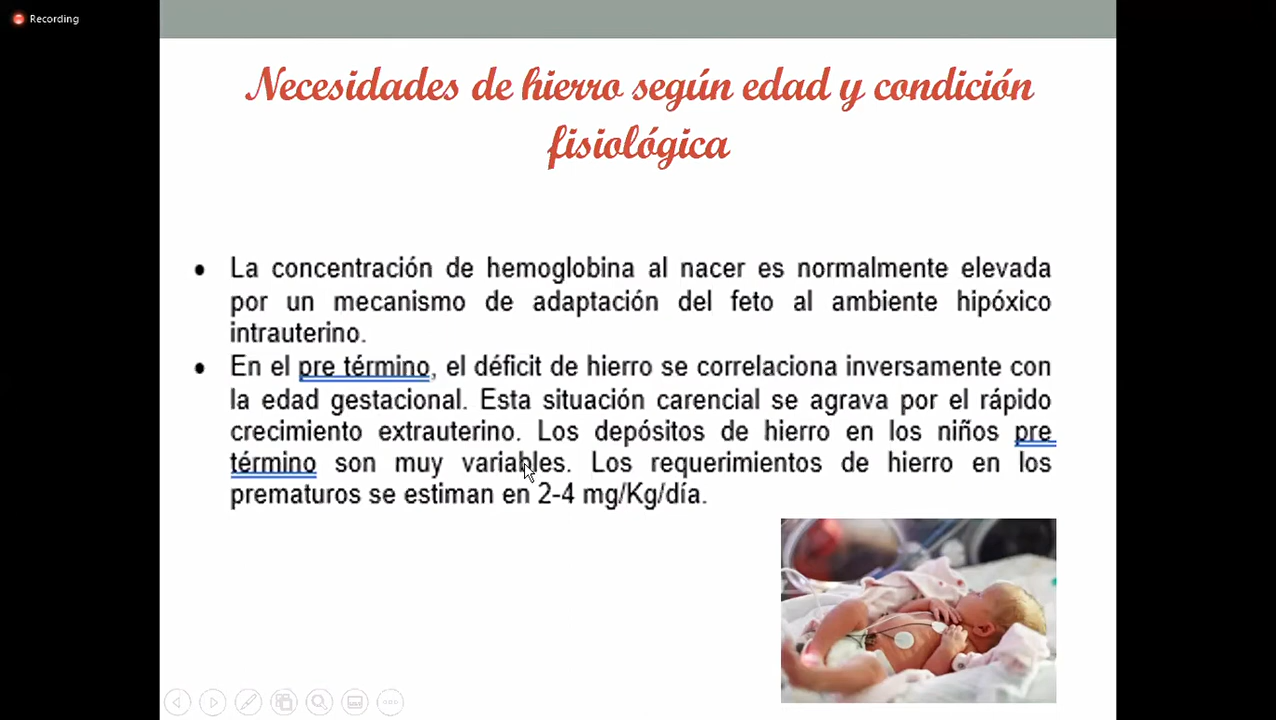 Recording
Necesidades de hierro según edad y condición
fisiológica
• La concentración de hemoglobina al nacer es normalmente elevada
por un mecanismo de adaptación del feto al ambiente hipóxico
intrauterino.
• En el pre término, el déficit de hierro se correlaciona inversamente con
la edad gestacional. Esta situación carencial se agrava por el rápido
crecimiento extrauterino. Los depósitos de hierro en los niños pre
término son muy variables. Los requerimientos de hierro en los
prematuros se estiman en 2-4 mg/Kg/día.